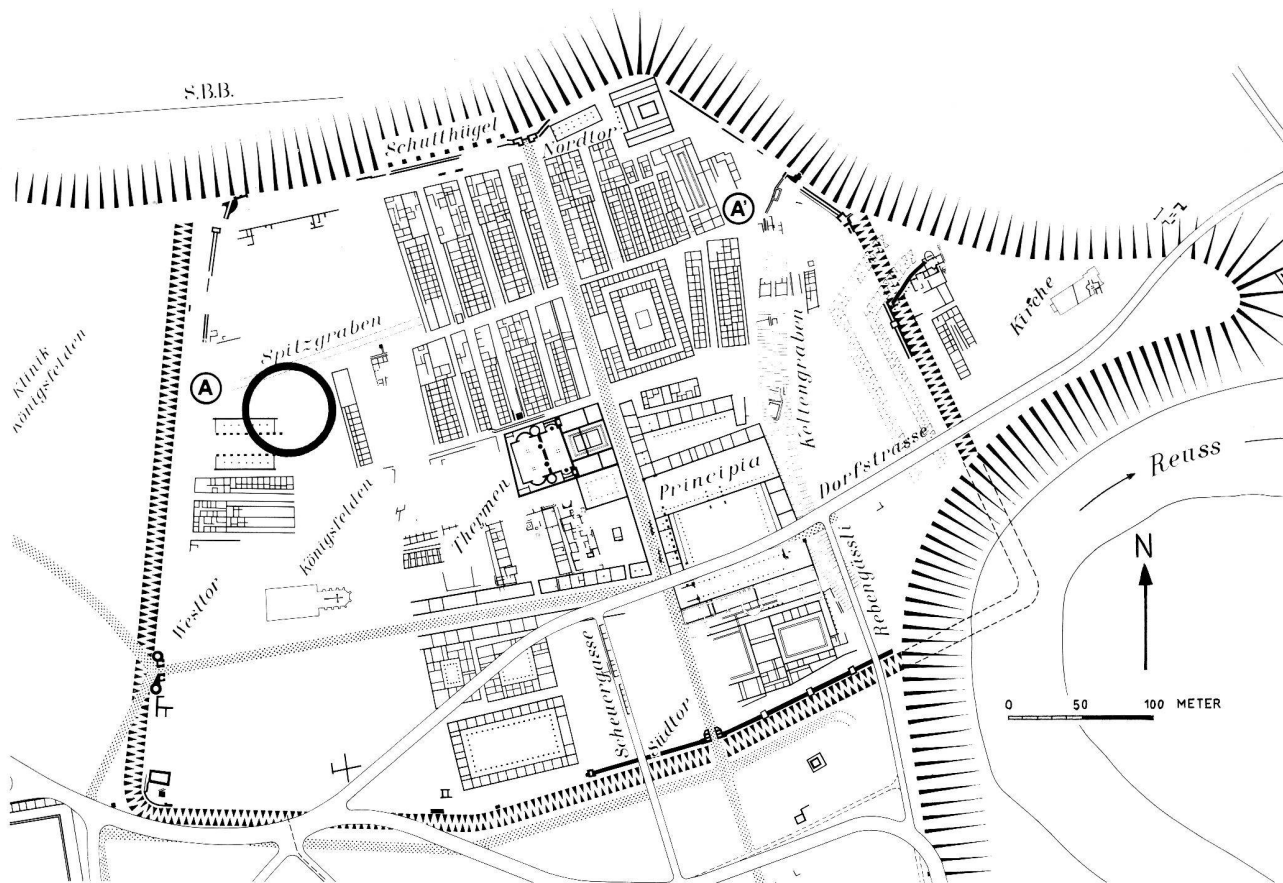 S.B.B.
Schutthügel
Nordtor
A'
Kirche
Klinik
Königsfelden
Spitzgraben
A
Keltengraben
Reuss
Dorfstrasse
Principia
Thermen
Königsfelden
Westtor
N
Rebengässli
Scheuergasse
Südtor
0 50 100 METER